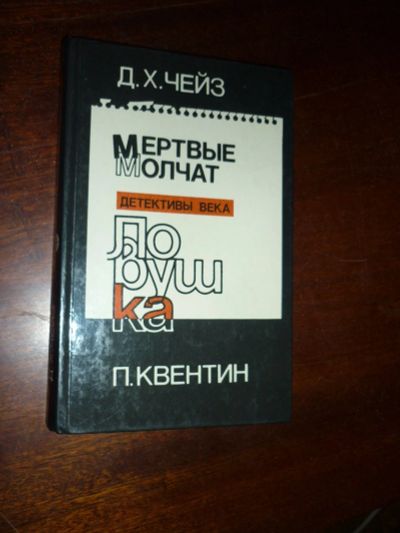 Д.Х.ЧЕЙЗ
МЕРТВЫЕ
МОЛЧАТ
ДЕТЕКТИВЫ ВЕКА
ло
вуш
ка
П.КВЕНТИН